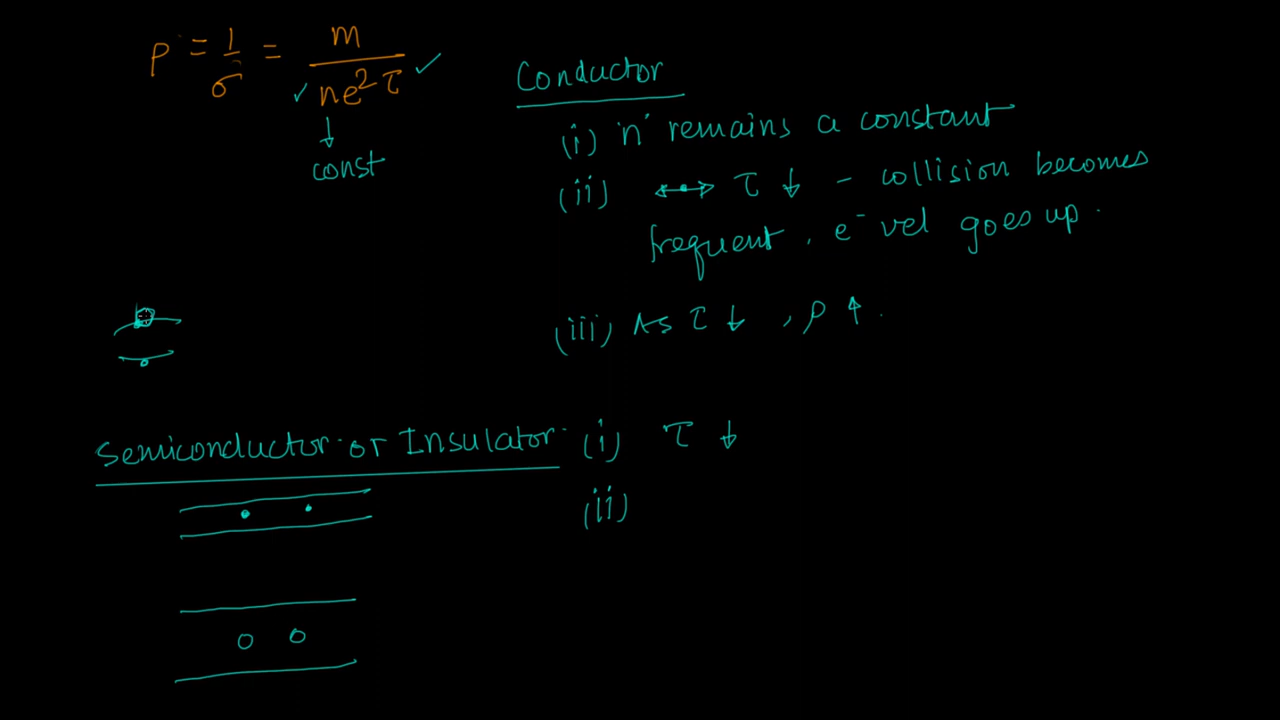 ρ = 1/σ = m/ne²τ
const
Conductor
(i) 'n' remains a constant
(ii) ↔ τ ↓ - collision becomes
frequent, e⁻ vel goes up.
(iii) As τ ↓ , ρ ↑.
Semiconductor or Insulator
(i) τ ↓
(ii)